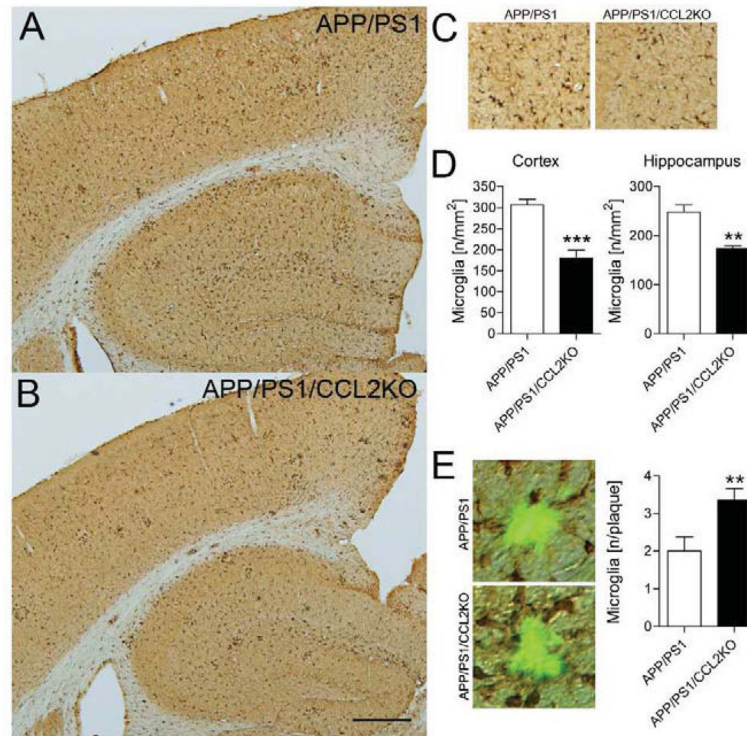 A
APP/PS1
B
APP/PS1/CCL2KO
C
APP/PS1
APP/PS1/CCL2KO
D
Cortex
Microglia [n/mm²]
350
300
250
200
150
100
50
0
***
APP/PS1
APP/PS1/CCL2KO
Hippocampus
Microglia [n/mm²]
300
200
100
0
**
APP/PS1
APP/PS1/CCL2KO
E
APP/PS1
APP/PS1/CCL2KO
Microglia [n/plaque]
4
3
2
1
0
**
APP/PS1
APP/PS1/CCL2KO